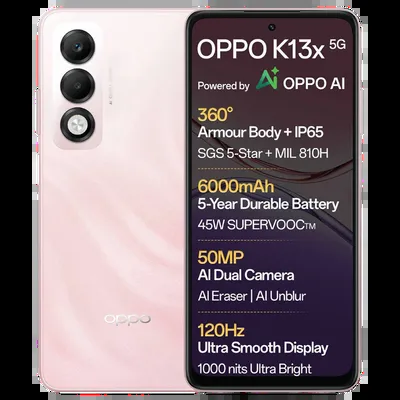 OPPO K13x 5G
Powered by Ai+ OPPO AI
360°
Armour Body + IP65
SGS 5-Star + MIL 810H
6000mAh
5-Year Durable Battery
45W SUPERVOOC™
50MP
AI Dual Camera
AI Eraser | AI Unblur
120Hz
Ultra Smooth Display
1000 nits Ultra Bright
oppo